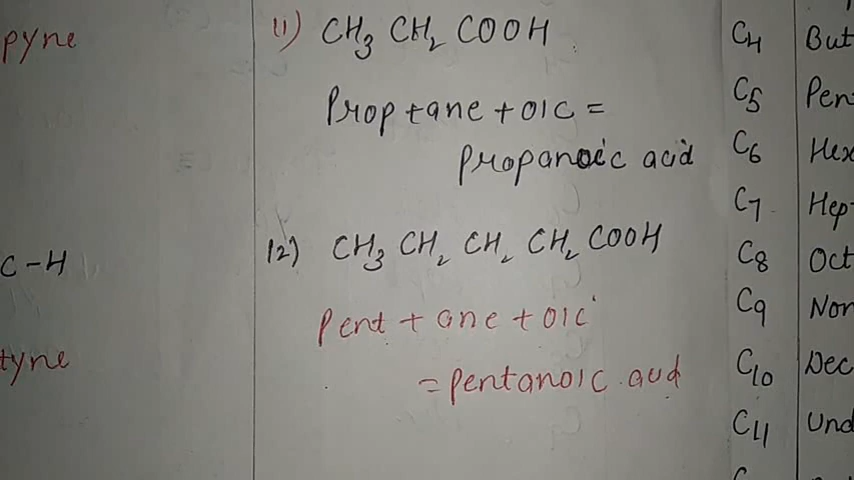 pyne
C-H
tyne
11) CH3 CH2 COOH
Prop+ane+oic =
propanoic acid
12) CH3 CH2 CH2 CH2 COOH
Pent + ane + oic
= pentanoic acid
C4 But
C5 Pen
C6 Hex
C7 Hep
C8 Oct
C9 Non
C10 Dec
C11 Und